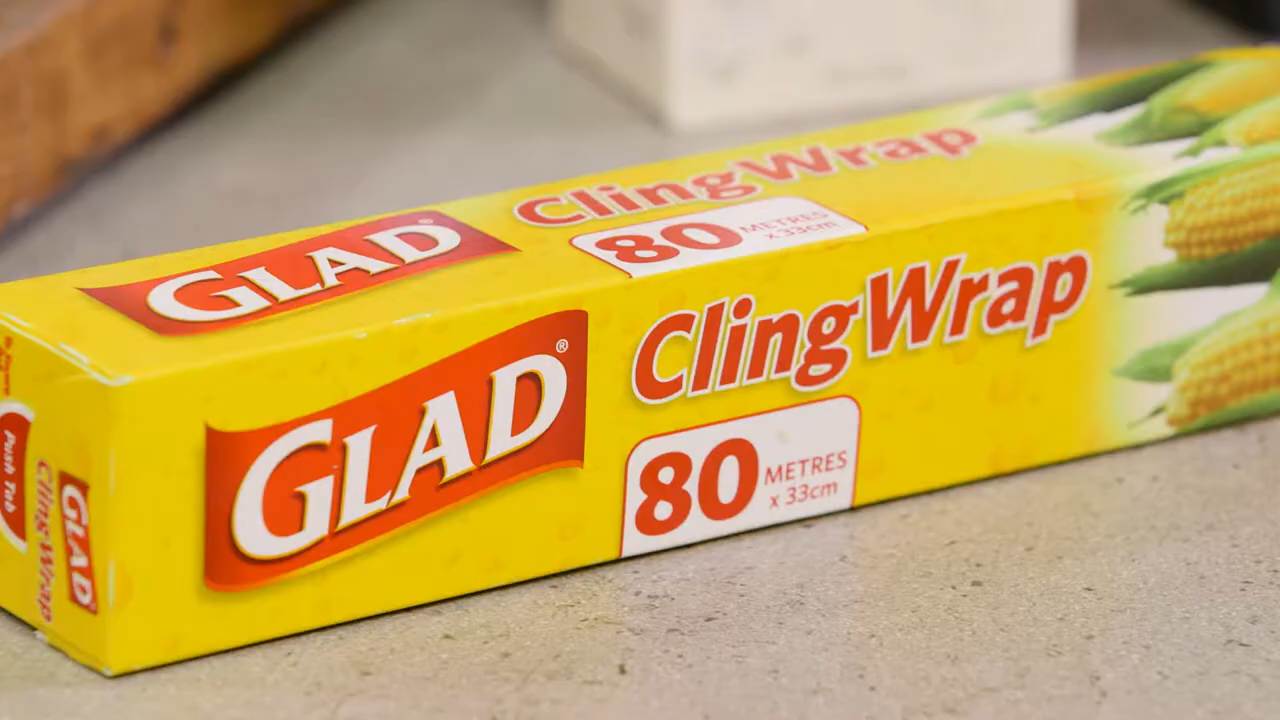 GLAD®
ClingWrap
80 METRES
x 33cm
GLAD®
ClingWrap
80 METRES
x 33cm
Push Tab
ClingWrap
GLAD